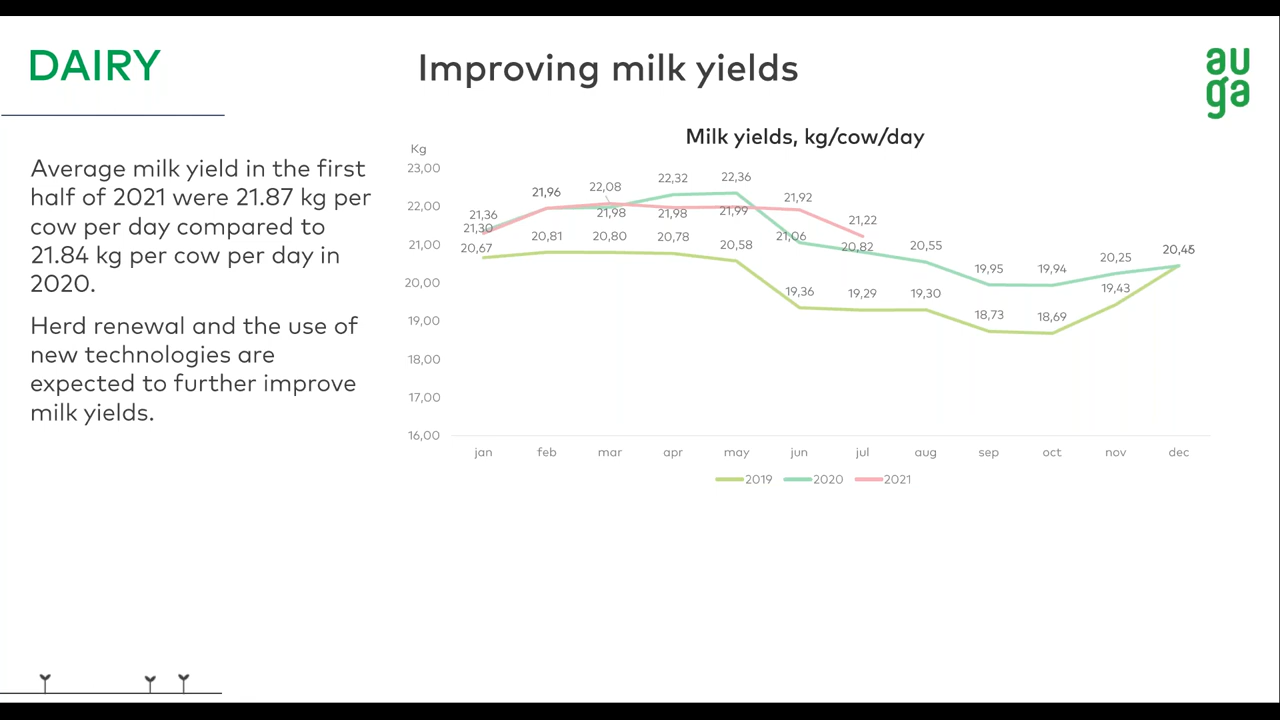 DAIRY
Improving milk yields
au
ga
Average milk yield in the first
half of 2021 were 21.87 kg per
cow per day compared to
21.84 kg per cow per day in
2020.
Herd renewal and the use of
new technologies are
expected to further improve
milk yields.
Milk yields, kg/cow/day
Kg
23,00
22,00
21,00
20,00
19,00
18,00
17,00
16,00
21,36 21,96 22,08 22,32 22,36 21,92 21,22
21,30 21,98 21,98 21,99 21,06 20,82 20,55 19,95 19,94 20,25 20,45
20,67 20,81 20,80 20,78 20,58 19,36 19,29 19,30 18,73 18,69 19,43
jan feb mar apr may jun jul aug sep oct nov dec
2019 2020 2021